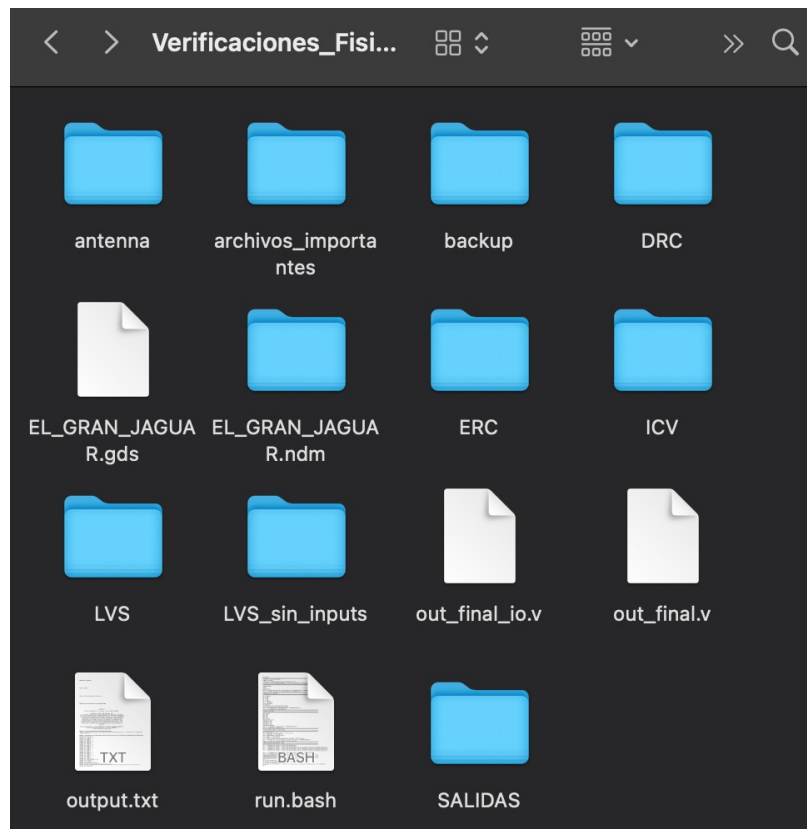 Verificaciones_Fisi...
antenna
archivos_importa
ntes
backup
DRC
EL_GRAN_JAGUA
R.gds
EL_GRAN_JAGUA
R.ndm
ERC
ICV
LVS
LVS_sin_inputs
out_final_io.v
out_final.v
TXT
output.txt
BASH
run.bash
SALIDAS